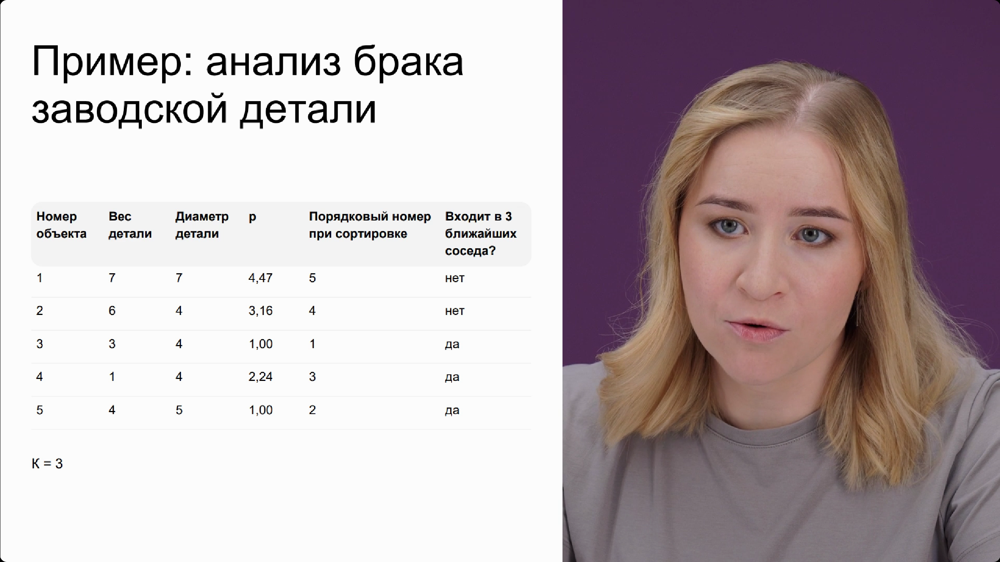 Пример: анализ брака
заводской детали
Номер объекта Вес детали Диаметр детали p Порядковый номер при сортировке Входит в 3 ближайших соседа?
1 7 7 4,47 5 нет
2 6 4 3,16 4 нет
3 3 4 1,00 1 да
4 1 4 2,24 3 да
5 4 5 1,00 2 да
К = 3